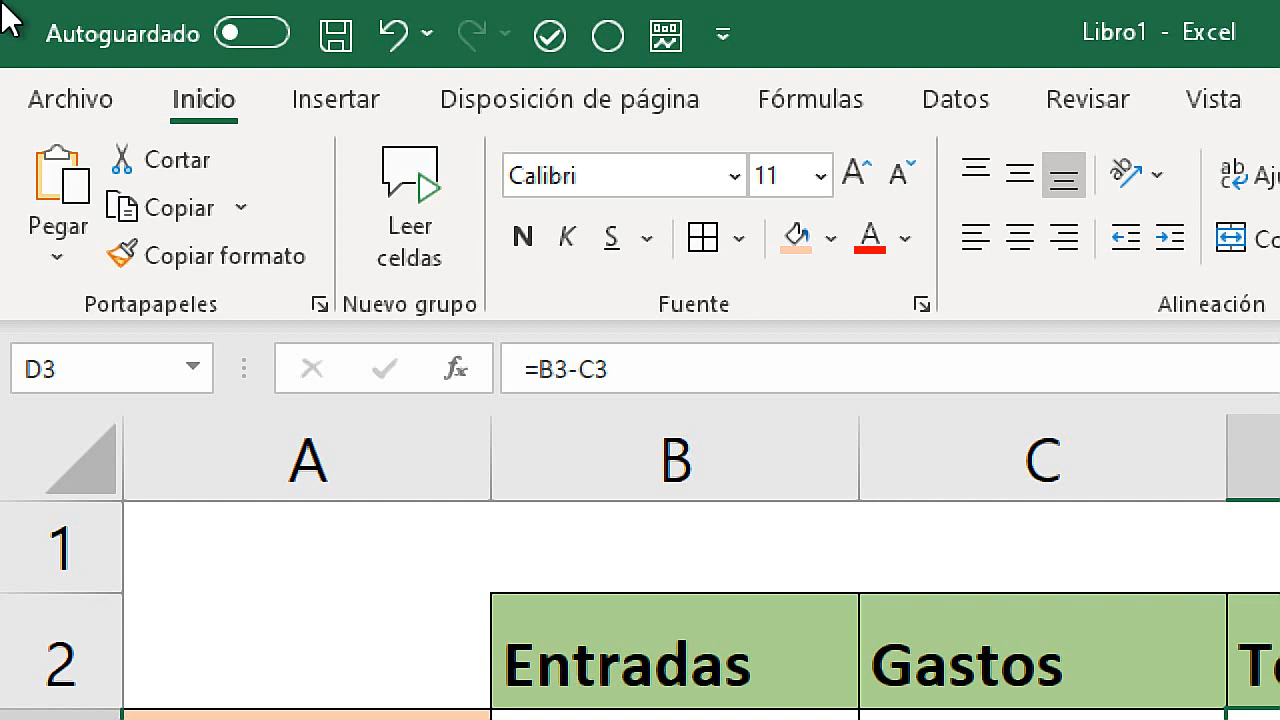 Autoguardado
Libro1 - Excel
Archivo Inicio Insertar Disposición de página Fórmulas Datos Revisar Vista
Pegar
Cortar
Copiar
Copiar formato
Portapapeles
Leer
celdas
Nuevo grupo
Calibri 11
N K S
Fuente
Alineación
D3 fx =B3-C3
A B C
1
2 Entradas Gastos